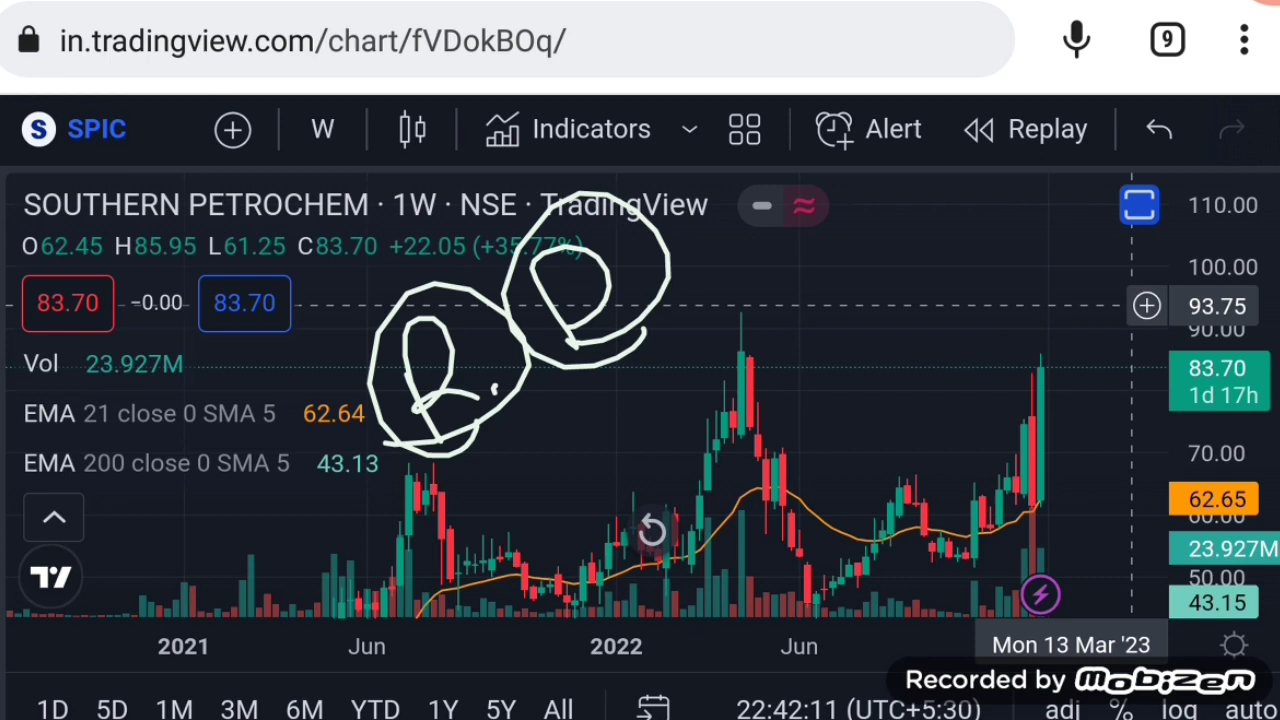 in.tradingview.com/chart/fVDokBOq/ 9
S SPIC W Indicators Alert Replay
SOUTHERN PETROCHEM · 1W · NSE · TradingView 110.00
O62.45 H85.95 L61.25 C83.70 +22.05 (+35.77%)
100.00
83.70 −0.00 83.70 93.75
90.00
Vol 23.927M 83.70
1d 17h
EMA 21 close 0 SMA 5 62.64
EMA 200 close 0 SMA 5 43.13 70.00
62.65
60.00
23.927M
50.00
43.15
2021 Jun 2022 Jun Mon 13 Mar '23
Recorded by mobizen
1D 5D 1M 3M 6M YTD 1Y 5Y All 22:42:11 (UTC+5:30) adj % log auto